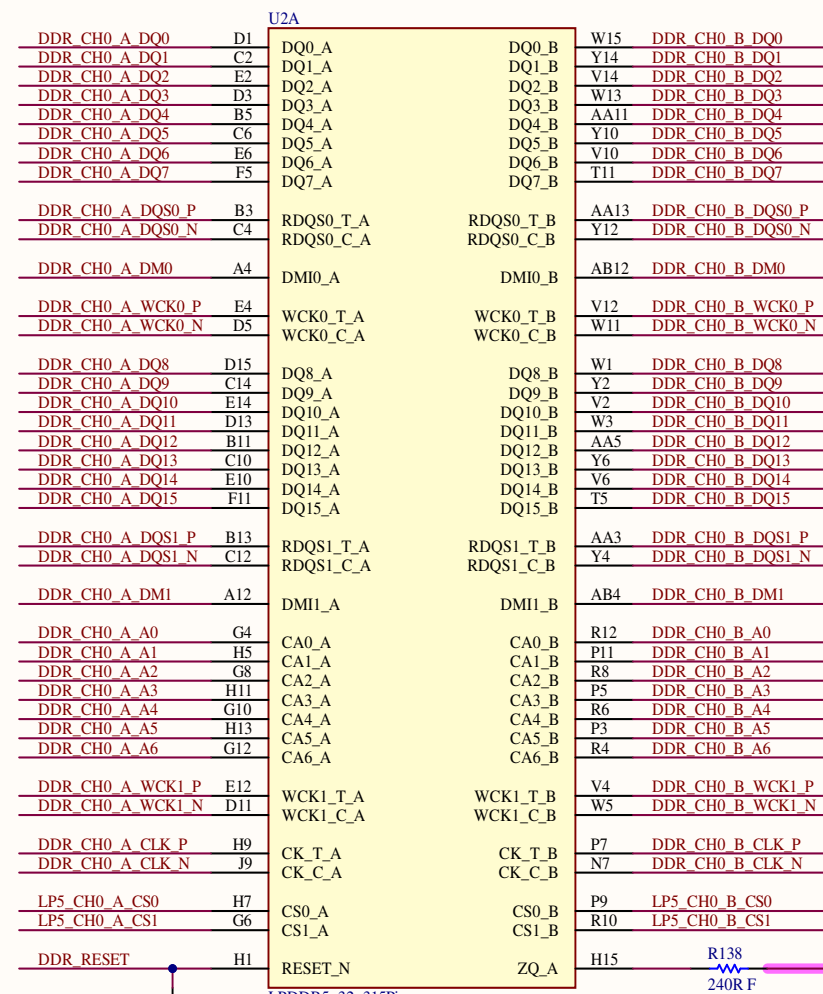 U2A
DDR_CH0_A_DQ0 D1 DQ0_A DQ0_B W15 DDR_CH0_B_DQ0
DDR_CH0_A_DQ1 C2 DQ1_A DQ1_B Y14 DDR_CH0_B_DQ1
DDR_CH0_A_DQ2 E2 DQ2_A DQ2_B V14 DDR_CH0_B_DQ2
DDR_CH0_A_DQ3 D3 DQ3_A DQ3_B W13 DDR_CH0_B_DQ3
DDR_CH0_A_DQ4 B5 DQ4_A DQ4_B AA11 DDR_CH0_B_DQ4
DDR_CH0_A_DQ5 C6 DQ5_A DQ5_B Y10 DDR_CH0_B_DQ5
DDR_CH0_A_DQ6 E6 DQ6_A DQ6_B V10 DDR_CH0_B_DQ6
DDR_CH0_A_DQ7 F5 DQ7_A DQ7_B T11 DDR_CH0_B_DQ7
DDR_CH0_A_DQS0_P B3 RDQS0_T_A RDQS0_T_B AA13 DDR_CH0_B_DQS0_P
DDR_CH0_A_DQS0_N C4 RDQS0_C_A RDQS0_C_B Y12 DDR_CH0_B_DQS0_N
DDR_CH0_A_DM0 A4 DMI0_A DMI0_B AB12 DDR_CH0_B_DM0
DDR_CH0_A_WCK0_P E4 WCK0_T_A WCK0_T_B V12 DDR_CH0_B_WCK0_P
DDR_CH0_A_WCK0_N D5 WCK0_C_A WCK0_C_B W11 DDR_CH0_B_WCK0_N
DDR_CH0_A_DQ8 D15 DQ8_A DQ8_B W1 DDR_CH0_B_DQ8
DDR_CH0_A_DQ9 C14 DQ9_A DQ9_B Y2 DDR_CH0_B_DQ9
DDR_CH0_A_DQ10 E14 DQ10_A DQ10_B V2 DDR_CH0_B_DQ10
DDR_CH0_A_DQ11 D13 DQ11_A DQ11_B W3 DDR_CH0_B_DQ11
DDR_CH0_A_DQ12 B11 DQ12_A DQ12_B AA5 DDR_CH0_B_DQ12
DDR_CH0_A_DQ13 C10 DQ13_A DQ13_B Y6 DDR_CH0_B_DQ13
DDR_CH0_A_DQ14 E10 DQ14_A DQ14_B V6 DDR_CH0_B_DQ14
DDR_CH0_A_DQ15 F11 DQ15_A DQ15_B T5 DDR_CH0_B_DQ15
DDR_CH0_A_DQS1_P B13 RDQS1_T_A RDQS1_T_B AA3 DDR_CH0_B_DQS1_P
DDR_CH0_A_DQS1_N C12 RDQS1_C_A RDQS1_C_B Y4 DDR_CH0_B_DQS1_N
DDR_CH0_A_DM1 A12 DMI1_A DMI1_B AB4 DDR_CH0_B_DM1
DDR_CH0_A_A0 G4 CA0_A CA0_B R12 DDR_CH0_B_A0
DDR_CH0_A_A1 H5 CA1_A CA1_B P11 DDR_CH0_B_A1
DDR_CH0_A_A2 G8 CA2_A CA2_B R8 DDR_CH0_B_A2
DDR_CH0_A_A3 H11 CA3_A CA3_B P5 DDR_CH0_B_A3
DDR_CH0_A_A4 G10 CA4_A CA4_B R6 DDR_CH0_B_A4
DDR_CH0_A_A5 H13 CA5_A CA5_B P3 DDR_CH0_B_A5
DDR_CH0_A_A6 G12 CA6_A CA6_B R4 DDR_CH0_B_A6
DDR_CH0_A_WCK1_P E12 WCK1_T_A WCK1_T_B V4 DDR_CH0_B_WCK1_P
DDR_CH0_A_WCK1_N D11 WCK1_C_A WCK1_C_B W5 DDR_CH0_B_WCK1_N
DDR_CH0_A_CLK_P H9 CK_T_A CK_T_B P7 DDR_CH0_B_CLK_P
DDR_CH0_A_CLK_N J9 CK_C_A CK_C_B N7 DDR_CH0_B_CLK_N
LP5_CH0_A_CS0 H7 CS0_A CS0_B P9 LP5_CH0_B_CS0
LP5_CH0_A_CS1 G6 CS1_A CS1_B R10 LP5_CH0_B_CS1
DDR_RESET H1 RESET_N ZQ_A H15 R138
240R F